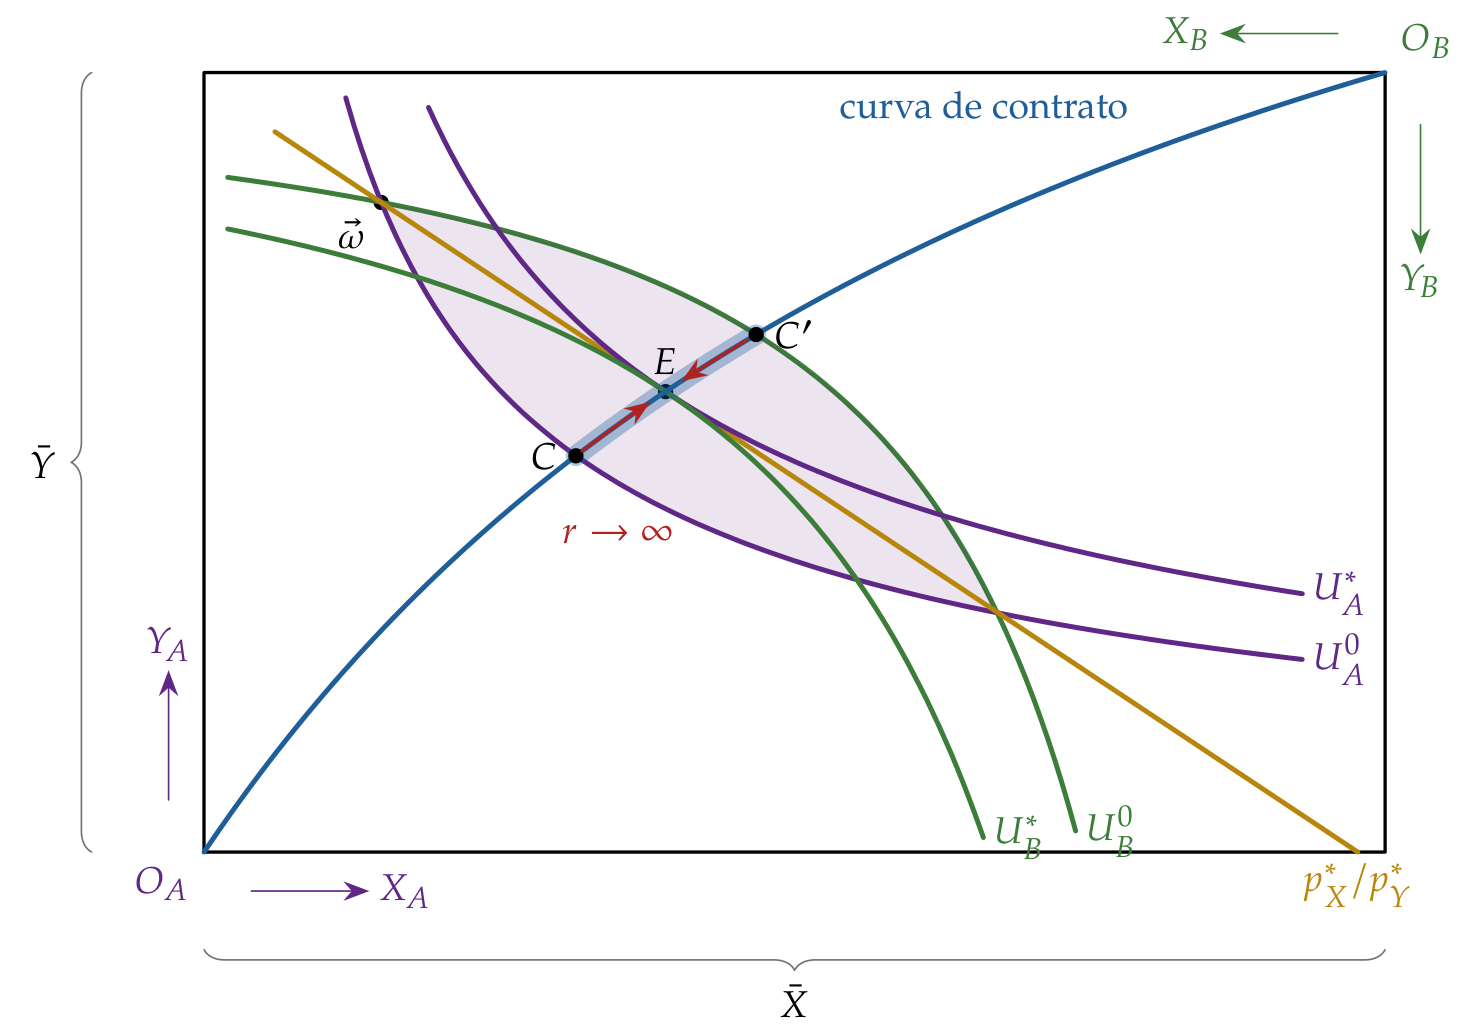 X_B
O_B
curva de contrato
Y_B
ω⃗
E
C′
Ȳ
C
r → ∞
U_A^*
U_A^0
Y_A
U_B^*
U_B^0
O_A
X_A
p_X^*/p_Y^*
X̄